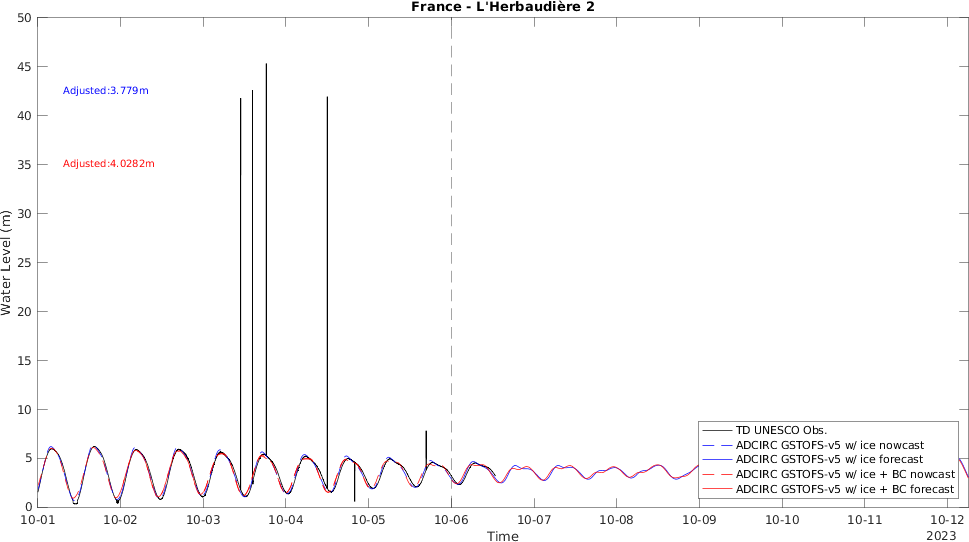 France - L'Herbaudière 2
50
45
40
35
30
25
20
15
10
5
0
Water Level (m)
Adjusted:3.779m
Adjusted:4.0282m
TD UNESCO Obs.
ADCIRC GSTOFS-v5 w/ ice nowcast
ADCIRC GSTOFS-v5 w/ ice forecast
ADCIRC GSTOFS-v5 w/ ice + BC nowcast
ADCIRC GSTOFS-v5 w/ ice + BC forecast
10-01 10-02 10-03 10-04 10-05 10-06 10-07 10-08 10-09 10-10 10-11 10-12
Time
2023